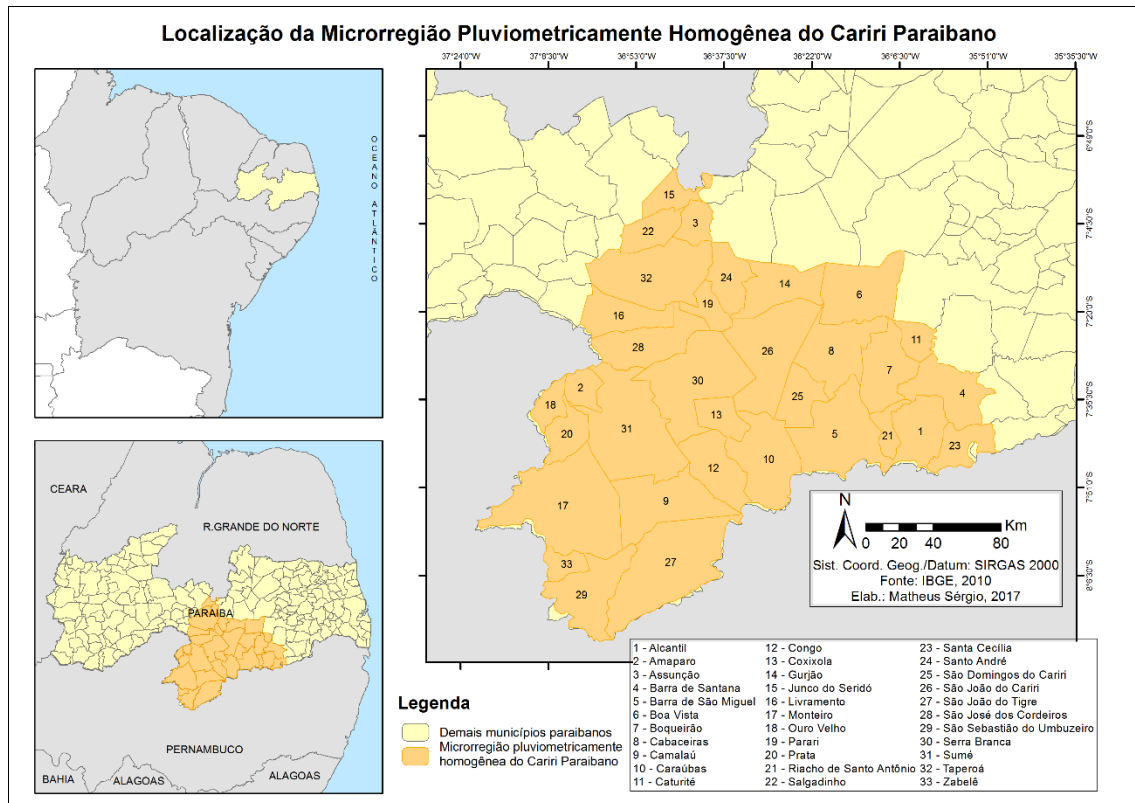 Localização da Microrregião Pluviometricamente Homogênea do Cariri Paraibano
OCEANO ATLÂNTICO
CEARA
R.GRANDE DO NORTE
PARAIBA
PERNAMBUCO
BAHIA
ALAGOAS
ALAGOAS
37°24'0"W 37°8'30"W 36°53'0"W 36°37'30"W 36°22'0"W 36°6'30"W 35°51'0"W 35°35'30"W
6°49'0"S
7°4'30"S
7°20'0"S
7°35'30"S
7°51'0"S
8°6'30"S
15
22 3
32 24 14 6
19
16
28 26 8 11
7
30
2 4
18 13 25
20 31 5 21 1 23
12 10
17 9
33 27
29
N
0 20 40 80 Km
Sist. Coord. Geog./Datum: SIRGAS 2000
Fonte: IBGE, 2010
Elab.: Matheus Sérgio, 2017
Legenda
Demais municípios paraibanos
Microrregião pluviometricamente
homogênea do Cariri Paraibano
1 - Alcantil
2 - Amaparo
3 - Assunção
4 - Barra de Santana
5 - Barra de São Miguel
6 - Boa Vista
7 - Boqueirão
8 - Cabaceiras
9 - Camalaú
10 - Caraúbas
11 - Caturité
12 - Congo
13 - Coxixola
14 - Gurjão
15 - Junco do Seridó
16 - Livramento
17 - Monteiro
18 - Ouro Velho
19 - Parari
20 - Prata
21 - Riacho de Santo Antônio
22 - Salgadinho
23 - Santa Cecília
24 - Santo André
25 - São Domingos do Cariri
26 - São João do Cariri
27 - São João do Tigre
28 - São José dos Cordeiros
29 - São Sebastião do Umbuzeiro
30 - Serra Branca
31 - Sumé
32 - Taperoá
33 - Zabelê